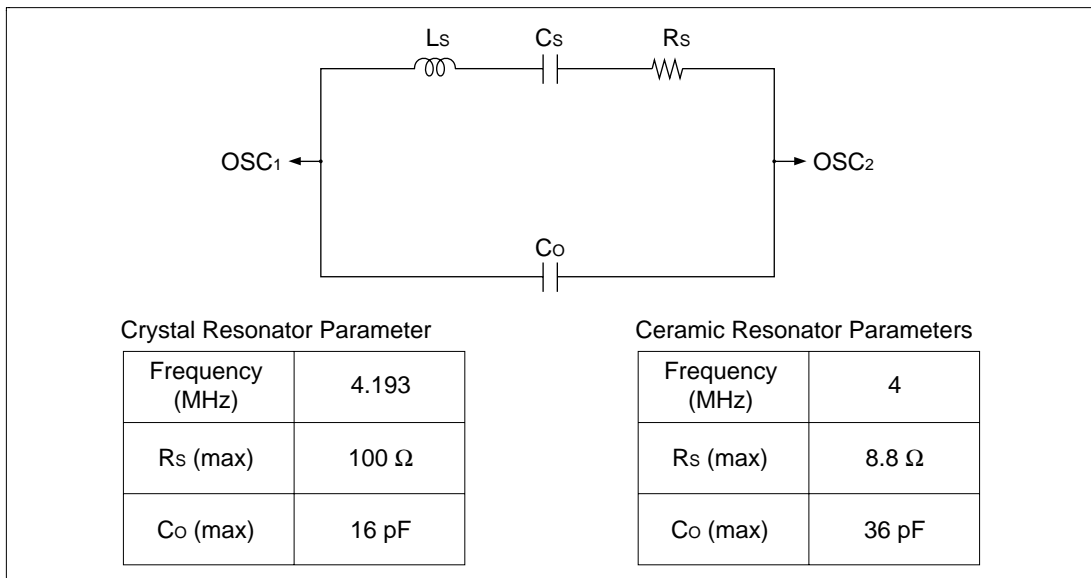 LS CS RS
OSC1 OSC2
CO
Crystal Resonator Parameter
Frequency
(MHz) 4.193
RS (max) 100 Ω
CO (max) 16 pF
Ceramic Resonator Parameters
Frequency
(MHz) 4
RS (max) 8.8 Ω
CO (max) 36 pF